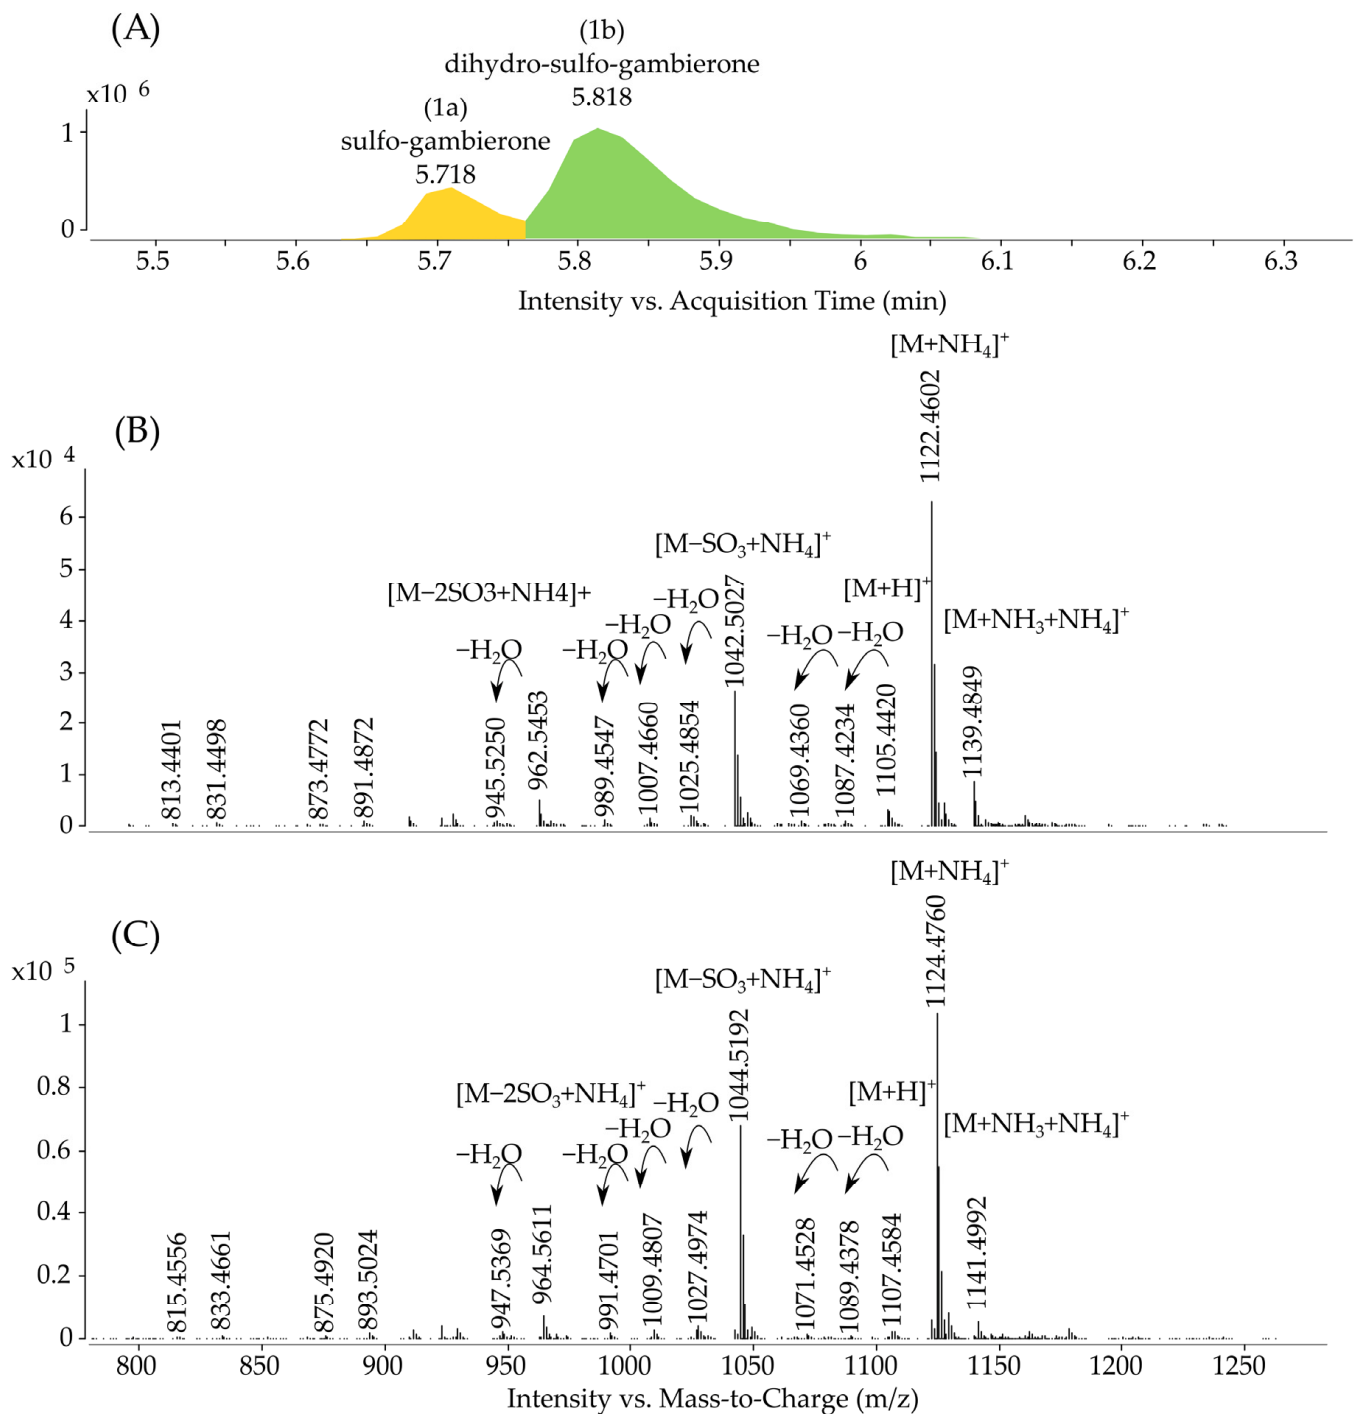 (A)
(1b)
dihydro-sulfo-gambierone
5.818
x10 6
(1a)
sulfo-gambierone
5.718
1
0
5.5 5.6 5.7 5.8 5.9 6 6.1 6.2 6.3
Intensity vs. Acquisition Time (min)
(B)
x10 4
[M+NH₄]⁺
1122.4602
[M−SO₃+NH₄]⁺
[M−2SO3+NH4]+
−H₂O
[M+H]⁺
−H₂O
[M+NH₃+NH₄]⁺
−H₂O −H₂O
−H₂O −H₂O
6
5
4
3
2
1
0
813.4401
831.4498
873.4772
891.4872
945.5250
962.5453
989.4547
1007.4660
1025.4854
1042.5027
1069.4360
1087.4234
1105.4420
1139.4849
(C)
x10 5
[M+NH₄]⁺
1124.4760
[M−SO₃+NH₄]⁺
[M−2SO₃+NH₄]⁺
−H₂O
[M+H]⁺
−H₂O
[M+NH₃+NH₄]⁺
−H₂O −H₂O
−H₂O −H₂O
1
0.8
0.6
0.4
0.2
0
815.4556
833.4661
875.4920
893.5024
947.5369
964.5611
991.4701
1009.4807
1027.4974
1044.5192
1071.4528
1089.4378
1107.4584
1141.4992
800 850 900 950 1000 1050 1100 1150 1200 1250
Intensity vs. Mass-to-Charge (m/z)